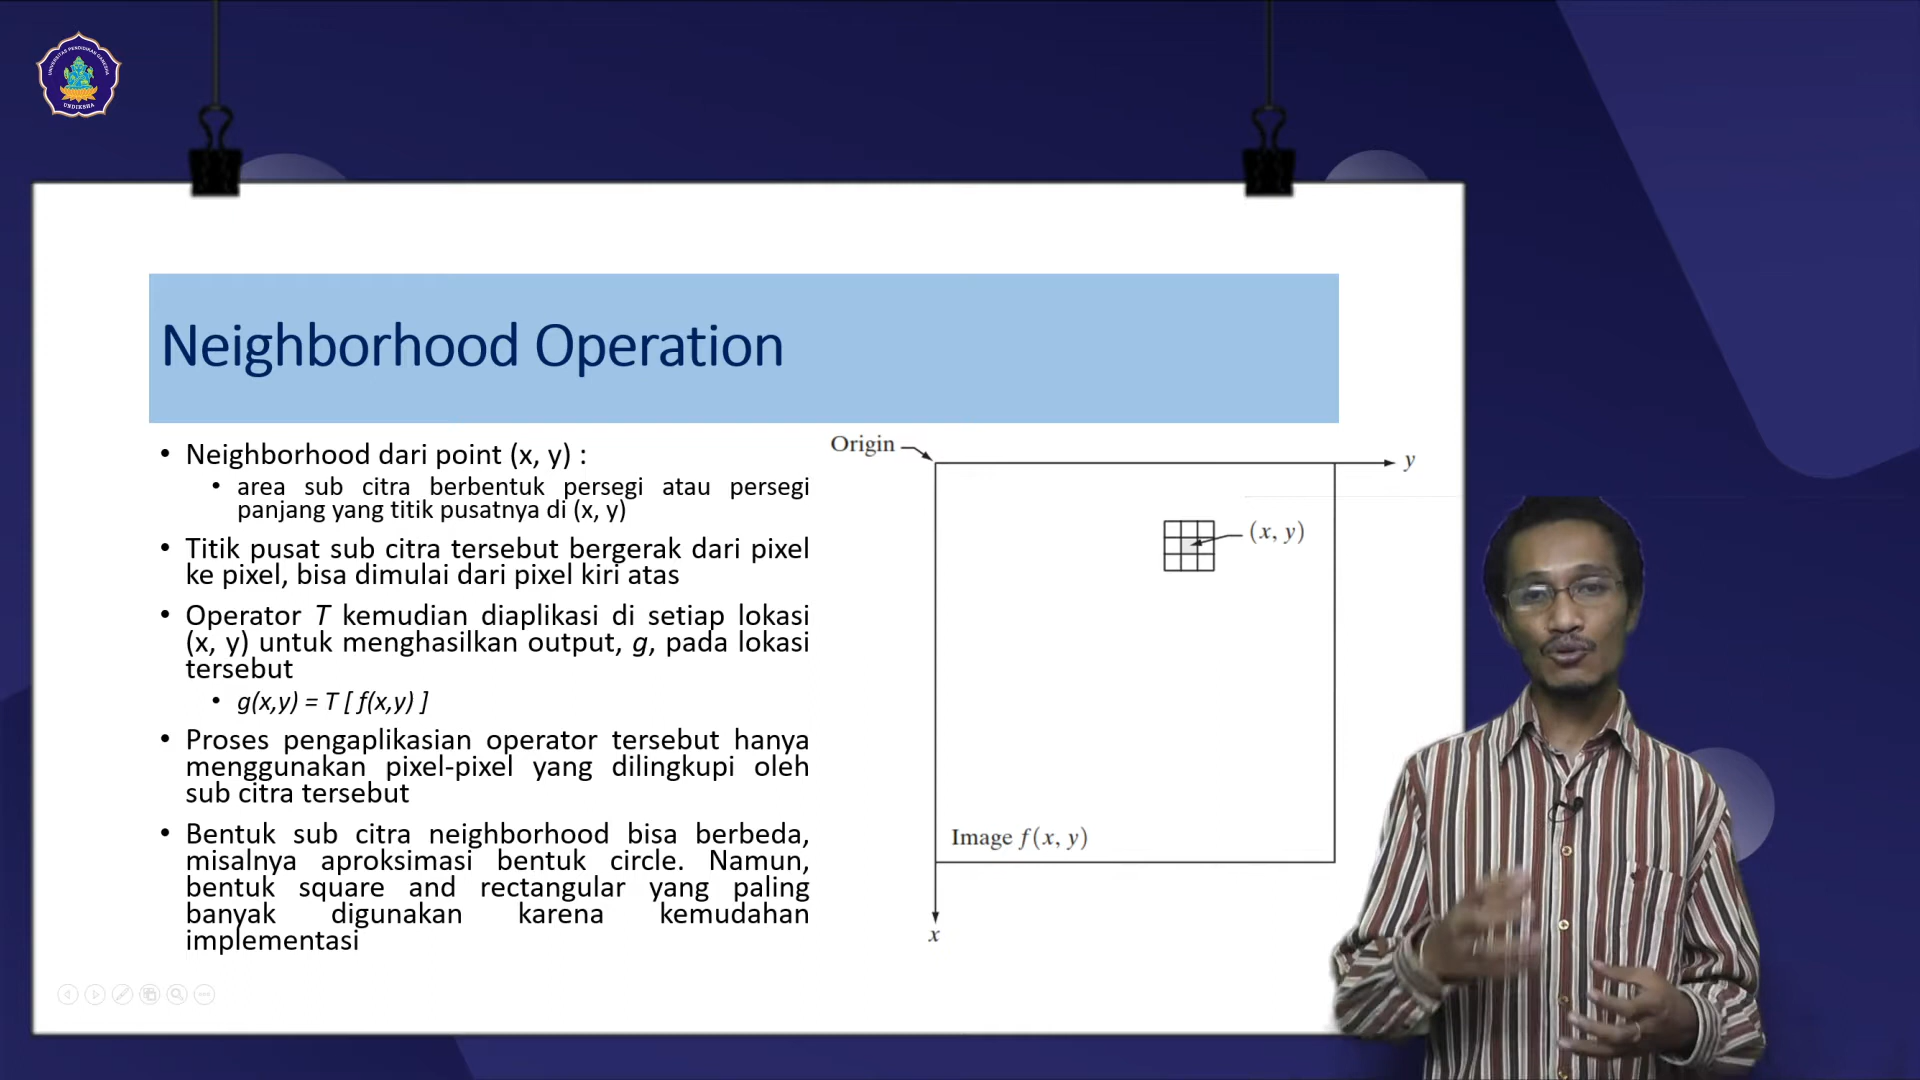 UNIVERSITAS PENDIDIKAN GANESHA
UNDIKSHA
Neighborhood Operation
• Neighborhood dari point (x, y) :
• area sub citra berbentuk persegi atau persegi
panjang yang titik pusatnya di (x, y)
• Titik pusat sub citra tersebut bergerak dari pixel
ke pixel, bisa dimulai dari pixel kiri atas
• Operator T kemudian diaplikasi di setiap lokasi
(x, y) untuk menghasilkan output, g, pada lokasi
tersebut
• g(x,y) = T [ f(x,y) ]
• Proses pengaplikasian operator tersebut hanya
menggunakan pixel-pixel yang dilingkupi oleh
sub citra tersebut
• Bentuk sub citra neighborhood bisa berbeda,
misalnya aproksimasi bentuk circle. Namun,
bentuk square and rectangular yang paling
banyak digunakan karena kemudahan
implementasi
Origin
y
(x, y)
Image f(x, y)
x